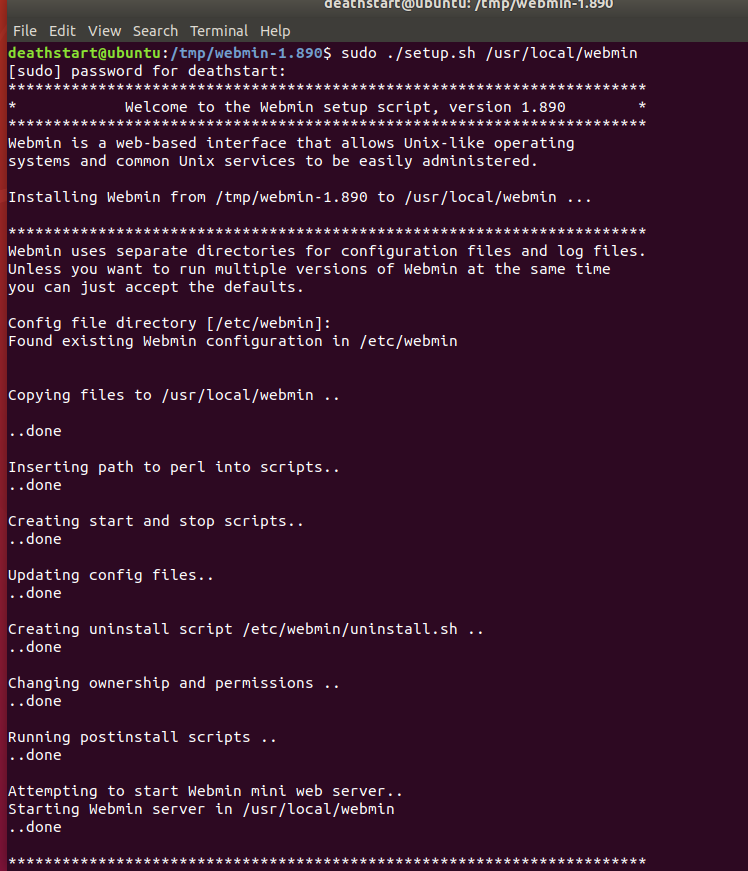 deathstart@ubuntu: /tmp/webmin-1.890
File Edit View Search Terminal Help
deathstart@ubuntu:/tmp/webmin-1.890$ sudo ./setup.sh /usr/local/webmin
[sudo] password for deathstart:
***********************************************************************
*            Welcome to the Webmin setup script, version 1.890        *
***********************************************************************
Webmin is a web-based interface that allows Unix-like operating
systems and common Unix services to be easily administered.
Installing Webmin from /tmp/webmin-1.890 to /usr/local/webmin ...
***********************************************************************
Webmin uses separate directories for configuration files and log files.
Unless you want to run multiple versions of Webmin at the same time
you can just accept the defaults.
Config file directory [/etc/webmin]:
Found existing Webmin configuration in /etc/webmin
Copying files to /usr/local/webmin ..
..done
Inserting path to perl into scripts..
..done
Creating start and stop scripts..
..done
Updating config files..
..done
Creating uninstall script /etc/webmin/uninstall.sh ..
..done
Changing ownership and permissions ..
..done
Running postinstall scripts ..
..done
Attempting to start Webmin mini web server..
Starting Webmin server in /usr/local/webmin
..done
***********************************************************************